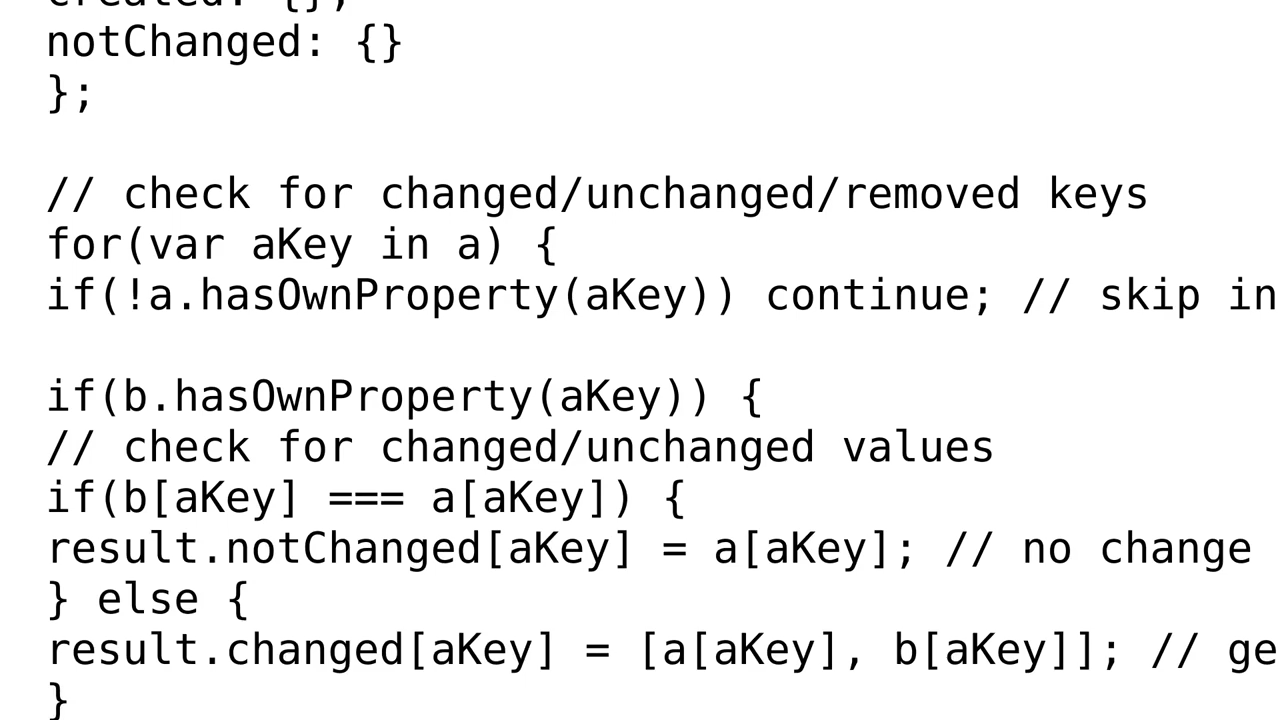 created: {},
notChanged: {}
};
// check for changed/unchanged/removed keys
for(var aKey in a) {
if(!a.hasOwnProperty(aKey)) continue; // skip in
if(b.hasOwnProperty(aKey)) {
// check for changed/unchanged values
if(b[aKey] === a[aKey]) {
result.notChanged[aKey] = a[aKey]; // no change
} else {
result.changed[aKey] = [a[aKey], b[aKey]]; // ge
}